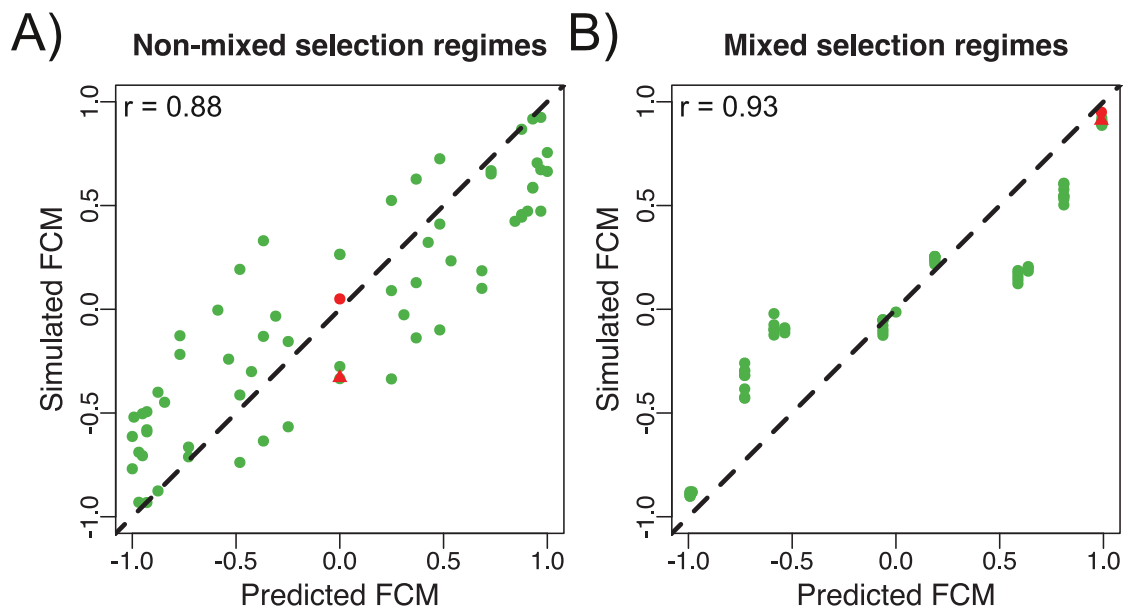 A)
Non-mixed selection regimes
r = 0.88
Simulated FCM
1.0
0.5
0.0
-0.5
-1.0
-1.0 -0.5 0.0 0.5 1.0
Predicted FCM
B)
Mixed selection regimes
r = 0.93
Simulated FCM
1.0
0.5
0.0
-0.5
-1.0
-1.0 -0.5 0.0 0.5 1.0
Predicted FCM